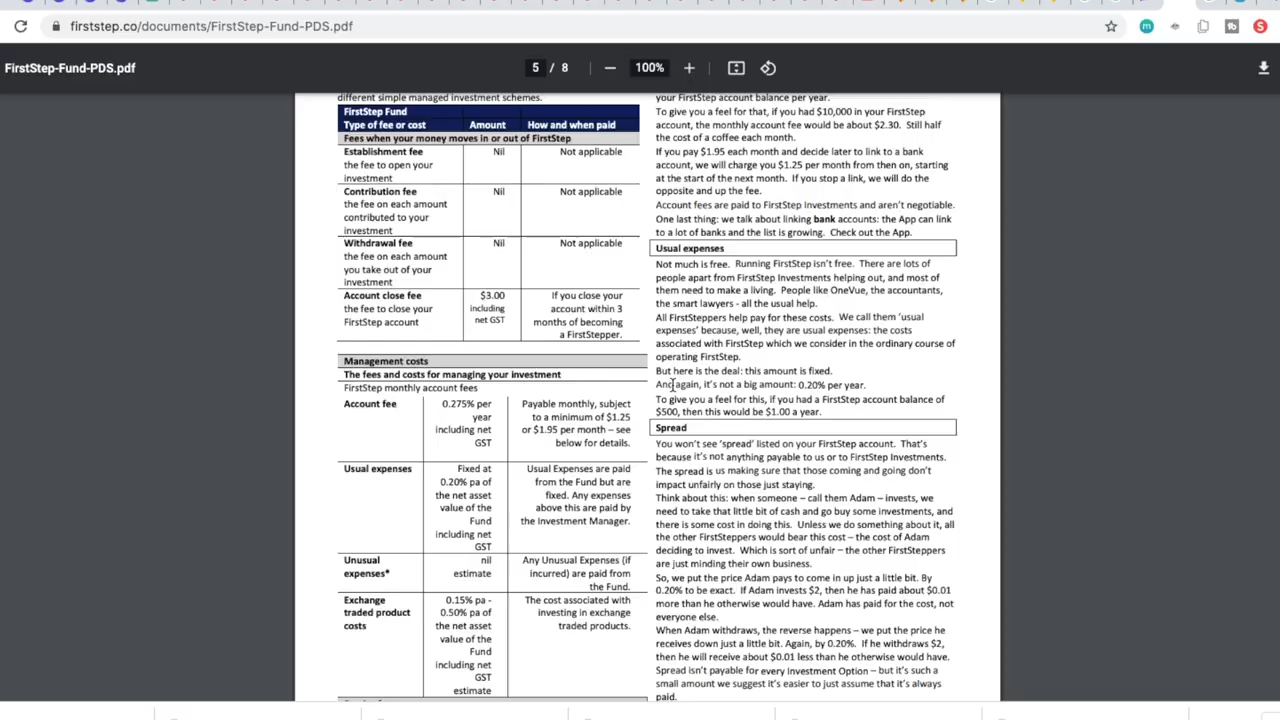 firststep.co/documents/FirstStep-Fund-PDS.pdf
FirstStep-Fund-PDS.pdf
5 / 8
100%
different simple managed investment schemes.
FirstStep Fund
Type of fee or cost Amount How and when paid
Fees when your money moves in or out of FirstStep
Establishment fee Nil Not applicable
the fee to open your
investment
Contribution fee Nil Not applicable
the fee on each amount
contributed to your
investment
Withdrawal fee Nil Not applicable
the fee on each amount
you take out of your
investment
Account close fee $3.00 If you close your
the fee to close your including account within 3
FirstStep account net GST months of becoming
a FirstStepper.
Management costs
The fees and costs for managing your investment
FirstStep monthly account fees
Account fee 0.275% per Payable monthly, subject
year to a minimum of $1.25
including net or $1.95 per month – see
GST below for details.
Usual expenses Fixed at Usual Expenses are paid
0.20% pa of from the Fund but are
the net asset fixed. Any expenses
value of the above this are paid by
Fund the Investment Manager.
including net
GST
Unusual nil Any Unusual Expenses (if
expenses* estimate incurred) are paid from
the Fund.
Exchange 0.15% pa - The cost associated with
traded product 0.50% pa of investing in exchange
costs the net asset traded products.
value of the
Fund
including net
GST
estimate
your FirstStep account balance per year.
To give you a feel for that, if you had $10,000 in your FirstStep
account, the monthly account fee would be about $2.30. Still half
the cost of a coffee each month.
If you pay $1.95 each month and decide later to link to a bank
account, we will charge you $1.25 per month from then on, starting
at the start of the next month. If you stop a link, we will do the
opposite and up the fee.
Account fees are paid to FirstStep Investments and aren't negotiable.
One last thing: we talk about linking bank accounts: the App can link
to a lot of banks and the list is growing. Check out the App.
Usual expenses
Not much is free. Running FirstStep isn't free. There are lots of
people apart from FirstStep Investments helping out, and most of
them need to make a living. People like OneVue, the accountants,
the smart lawyers - all the usual help.
All FirstSteppers help pay for these costs. We call them 'usual
expenses' because, well, they are usual expenses: the costs
associated with FirstStep which we consider in the ordinary course of
operating FirstStep.
But here is the deal: this amount is fixed.
And again, it's not a big amount: 0.20% per year.
To give you a feel for this, if you had a FirstStep account balance of
$500, then this would be $1.00 a year.
Spread
You won't see 'spread' listed on your FirstStep account. That's
because it's not anything payable to us or to FirstStep Investments.
The spread is us making sure that those coming and going don't
impact unfairly on those just staying.
Think about this: when someone – call them Adam – invests, we
need to take that little bit of cash and go buy some investments, and
there is some cost in doing this. Unless we do something about it, all
the other FirstSteppers would bear this cost – the cost of Adam
deciding to invest. Which is sort of unfair – the other FirstSteppers
are just minding their own business.
So, we put the price Adam pays to come in up just a little bit. By
0.20% to be exact. If Adam invests $2, then he has paid about $0.01
more than he otherwise would have. Adam has paid for the cost, not
everyone else.
When Adam withdraws, the reverse happens – we put the price he
receives down just a little bit. Again, by 0.20%. If he withdraws $2,
then he will receive about $0.01 less than he otherwise would have.
Spread isn't payable for every Investment Option – but it's such a
small amount we suggest it's easier to just assume that it's always
paid.